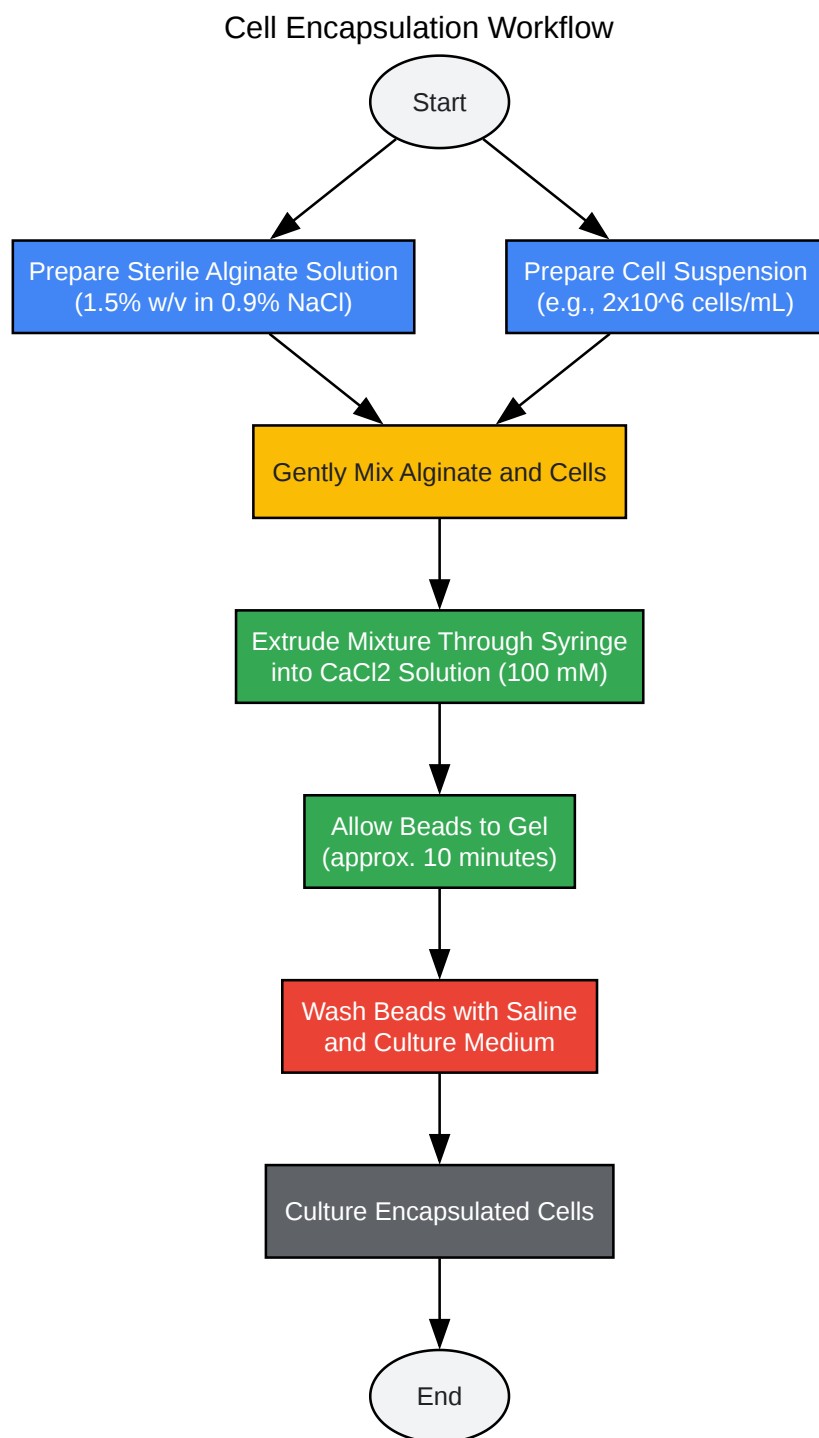 Cell Encapsulation Workflow
Start
Prepare Sterile Alginate Solution
(1.5% w/v in 0.9% NaCl)
Prepare Cell Suspension
(e.g., 2x10^6 cells/mL)
Gently Mix Alginate and Cells
Extrude Mixture Through Syringe
into CaCl2 Solution (100 mM)
Allow Beads to Gel
(approx. 10 minutes)
Wash Beads with Saline
and Culture Medium
Culture Encapsulated Cells
End